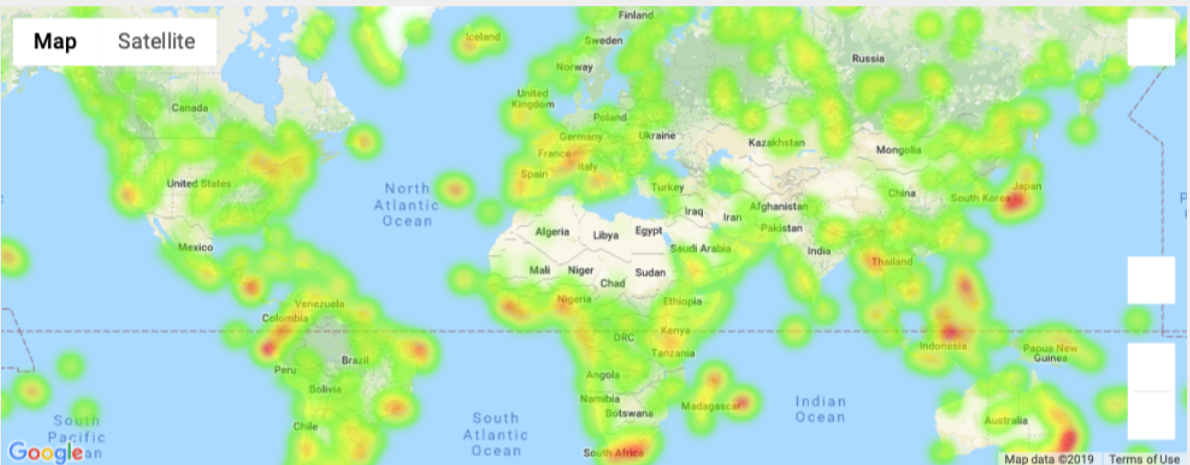 Map
Satellite
Finland
Iceland
Sweden
Russia
Norway
Canada
United
Kingdom
Poland
Germany
Ukraine
Kazakhstan
Mongolia
France
Italy
Spain
United States
North
Atlantic
Ocean
Turkey
China
South Korea
Japan
Afghanistan
Iraq
Iran
Algeria
Libya
Egypt
Pakistan
Mexico
Saudi Arabia
India
Thailand
Mali
Niger
Sudan
Chad
Venezuela
Nigeria
Ethiopia
Colombia
DRC
Kenya
Indonesia
Papua New
Guinea
Tanzania
Brazil
Peru
Angola
Bolivia
Namibia
Botswana
Madagascar
Indian
Ocean
South
Pacific
South
Atlantic
Ocean
Chile
Australia
Google
South Africa
Map data ©2019
Terms of Use